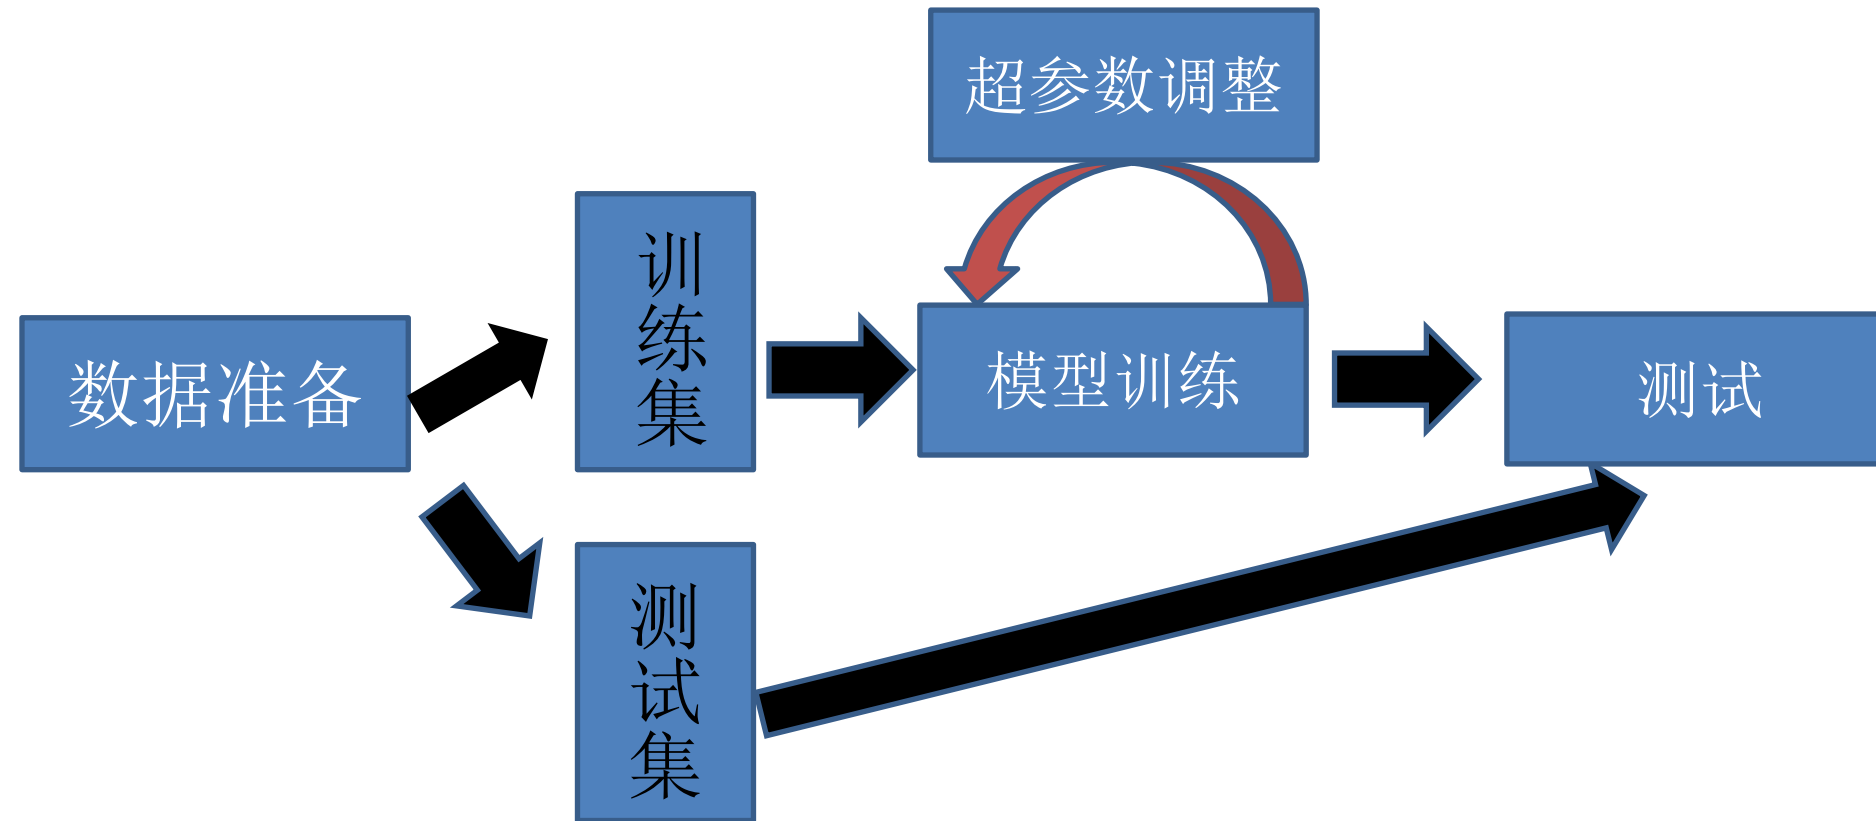 超参数调整
数据准备
训练集
模型训练
测试
测试集